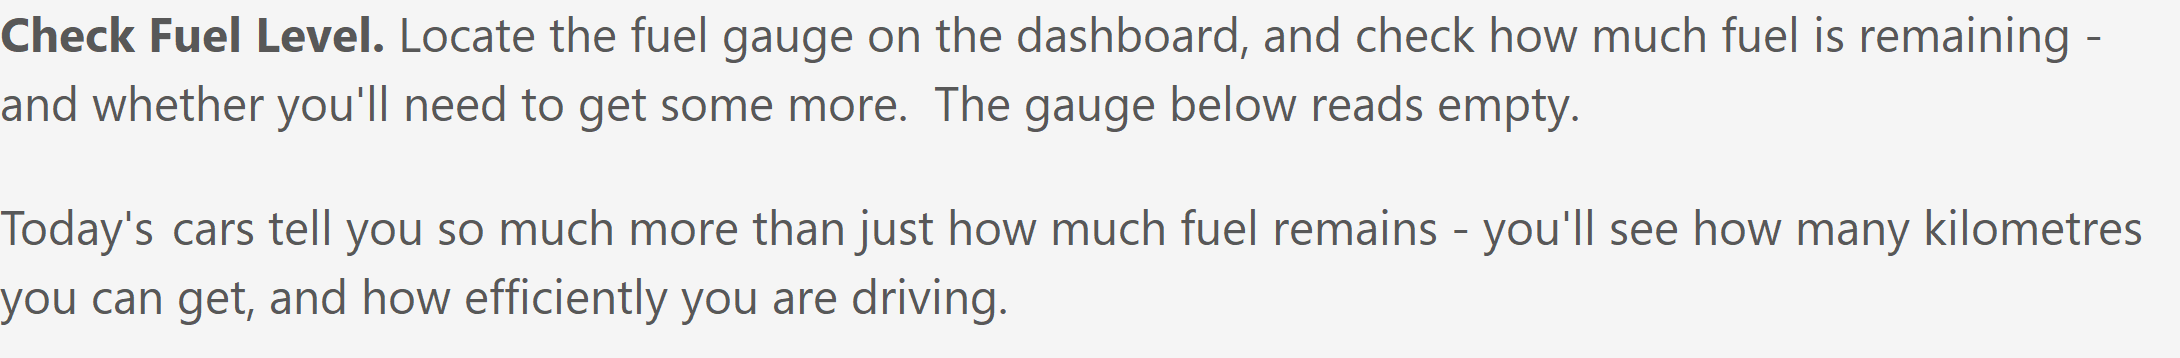 Check Fuel Level. Locate the fuel gauge on the dashboard, and check how much fuel is remaining -
and whether you'll need to get some more.  The gauge below reads empty.
Today's cars tell you so much more than just how much fuel remains - you'll see how many kilometres
you can get, and how efficiently you are driving.